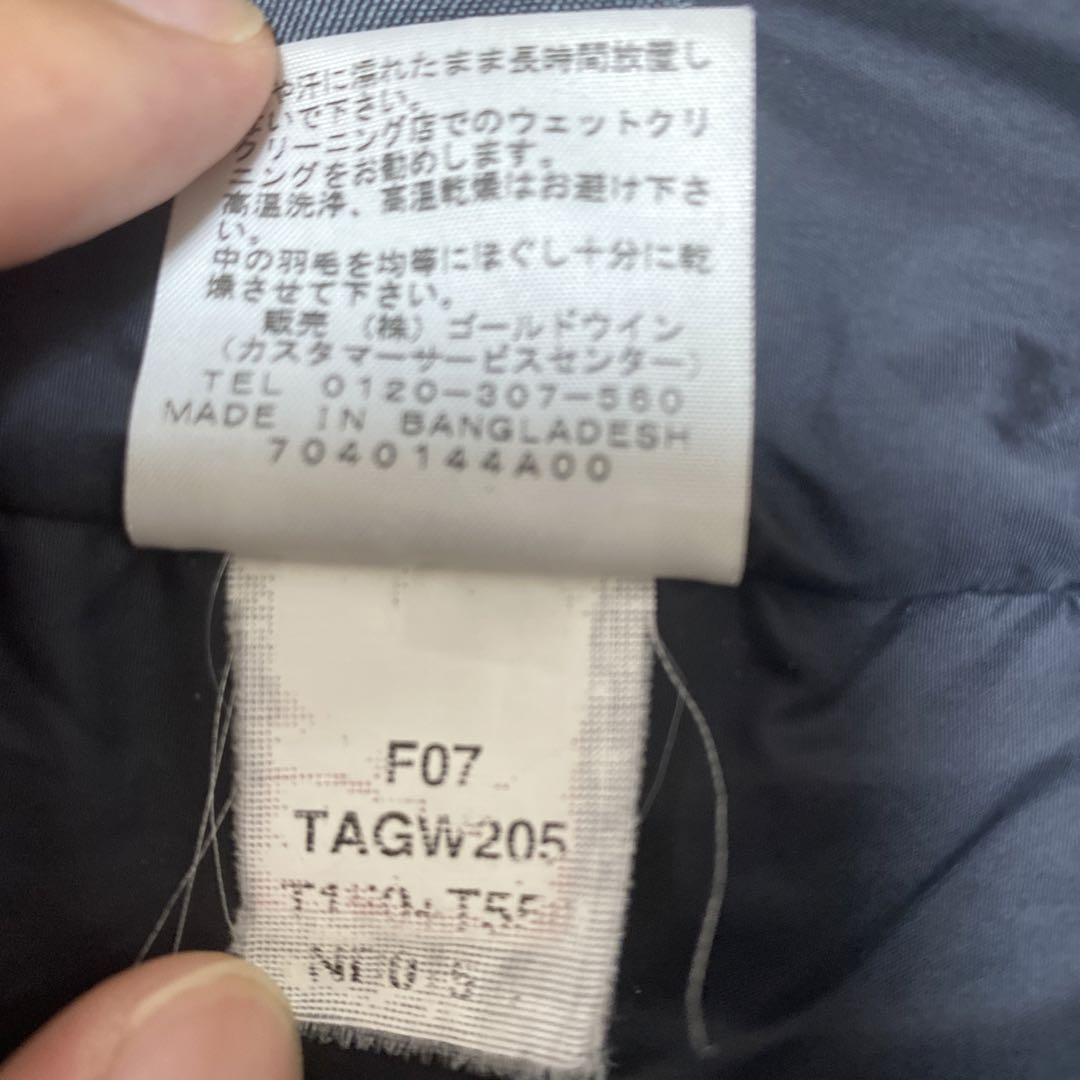 汗に濡れたまま長時間放置し
ないで下さい。
クリーニング店でのウェットクリ
ーニングをお勧めします。
高温洗浄、高温乾燥はお避け下さ
い。
中の羽毛を均等にほぐし十分に乾
燥させて下さい。
販売 (株) ゴールドウイン
(カスタマーサービスセンター)
TEL 0120-307-560
MADE IN BANGLADESH
7040144A00
F07
TAGW205